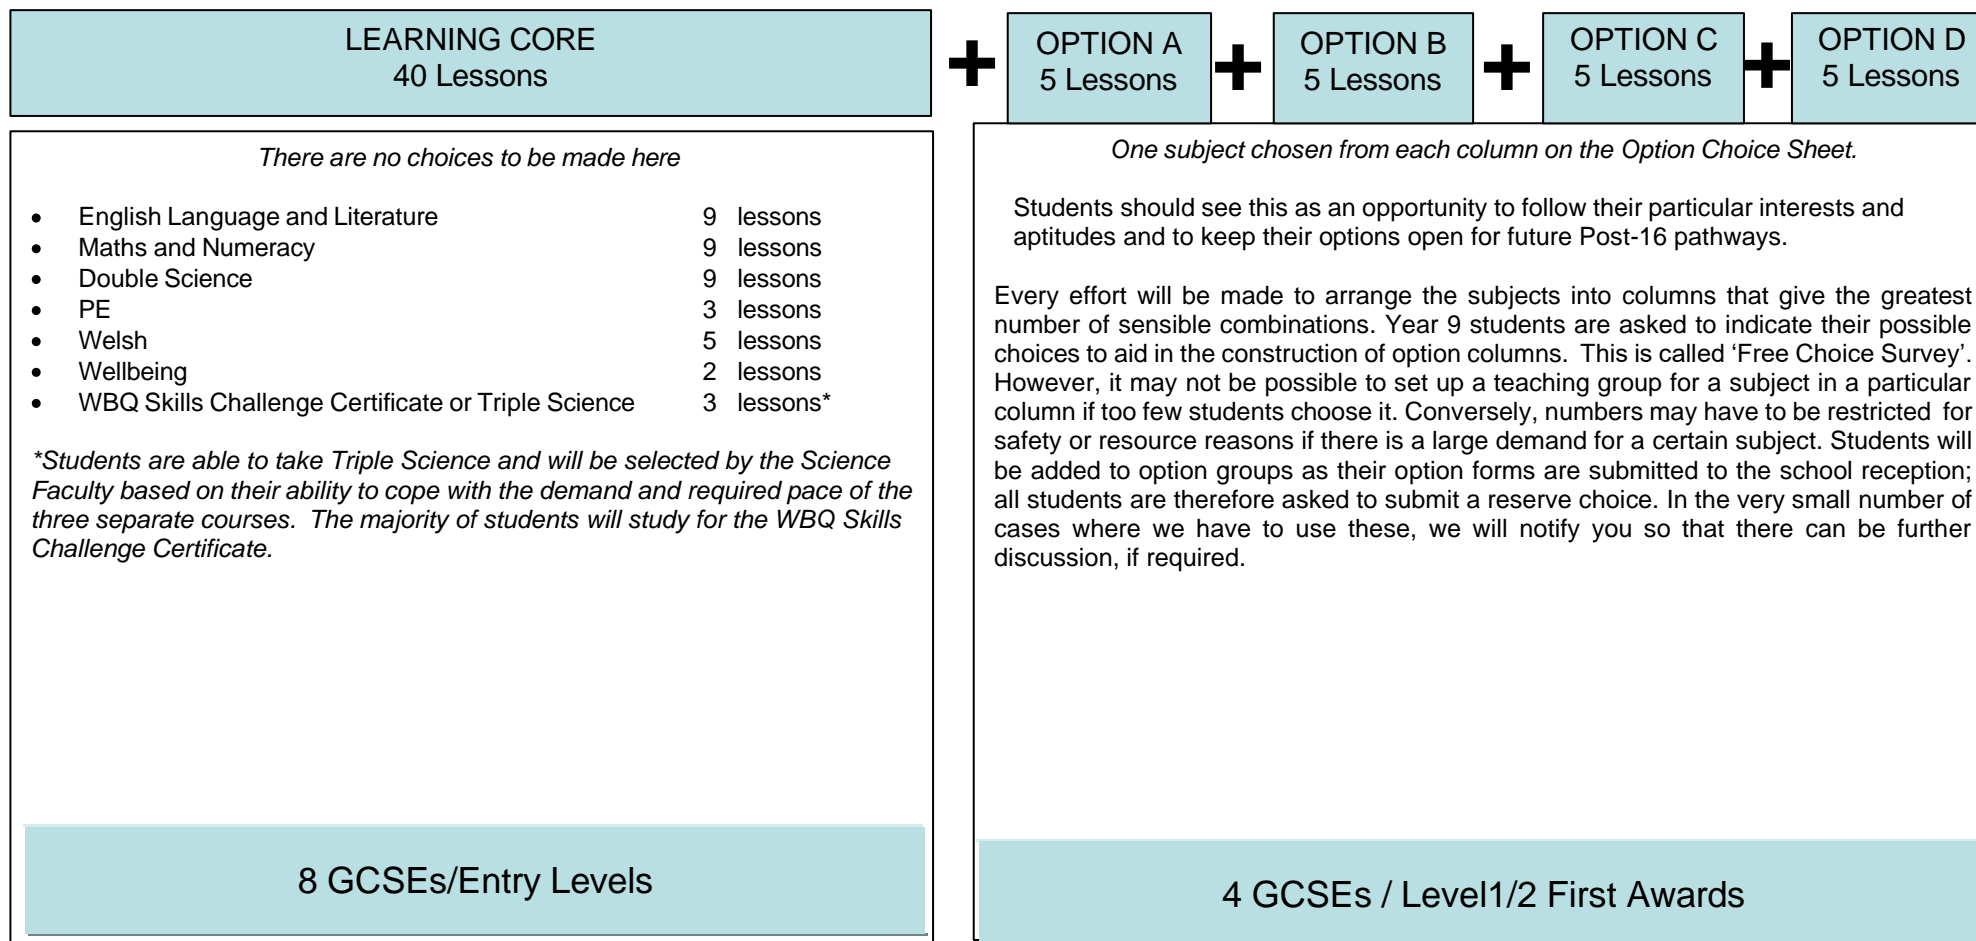 LEARNING CORE
40 Lessons
+
OPTION A
5 Lessons
+
OPTION B
5 Lessons
+
OPTION C
5 Lessons
+
OPTION D
5 Lessons
There are no choices to be made here
• English Language and Literature 9 lessons
• Maths and Numeracy 9 lessons
• Double Science 9 lessons
• PE 3 lessons
• Welsh 5 lessons
• Wellbeing 2 lessons
• WBQ Skills Challenge Certificate or Triple Science 3 lessons*
*Students are able to take Triple Science and will be selected by the Science
Faculty based on their ability to cope with the demand and required pace of the
three separate courses. The majority of students will study for the WBQ Skills
Challenge Certificate.
8 GCSEs/Entry Levels
One subject chosen from each column on the Option Choice Sheet.
Students should see this as an opportunity to follow their particular interests and
aptitudes and to keep their options open for future Post-16 pathways.
Every effort will be made to arrange the subjects into columns that give the greatest
number of sensible combinations. Year 9 students are asked to indicate their possible
choices to aid in the construction of option columns. This is called ‘Free Choice Survey’.
However, it may not be possible to set up a teaching group for a subject in a particular
column if too few students choose it. Conversely, numbers may have to be restricted for
safety or resource reasons if there is a large demand for a certain subject. Students will
be added to option groups as their option forms are submitted to the school reception;
all students are therefore asked to submit a reserve choice. In the very small number of
cases where we have to use these, we will notify you so that there can be further
discussion, if required.
4 GCSEs / Level1/2 First Awards